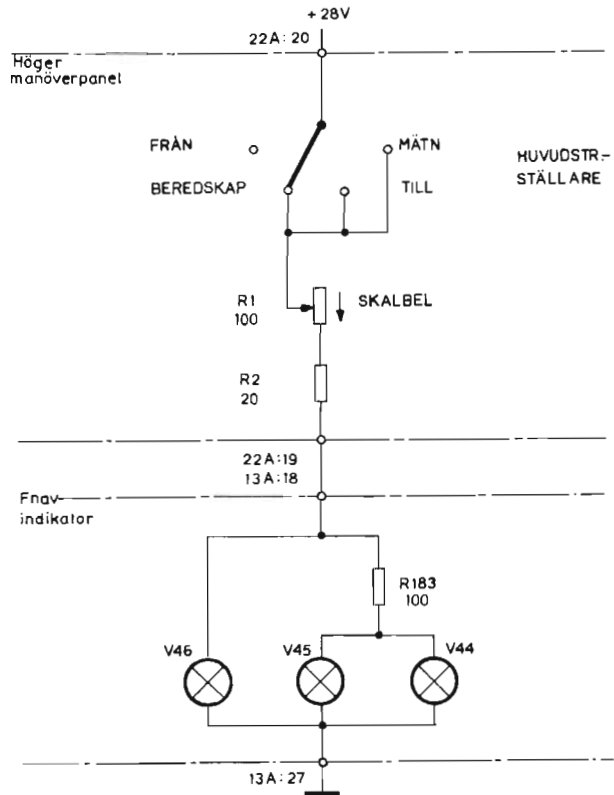 + 28V
22A:20
Höger
manöverpanel
FRÅN
MÄTN
HUVUDSTR.-
STÄLLARE
BEREDSKAP
TILL
R1
100
SKALBEL
R2
20
22A:19
13A:18
Fnav-
indikator
R183
100
V46
V45
V44
13A:27